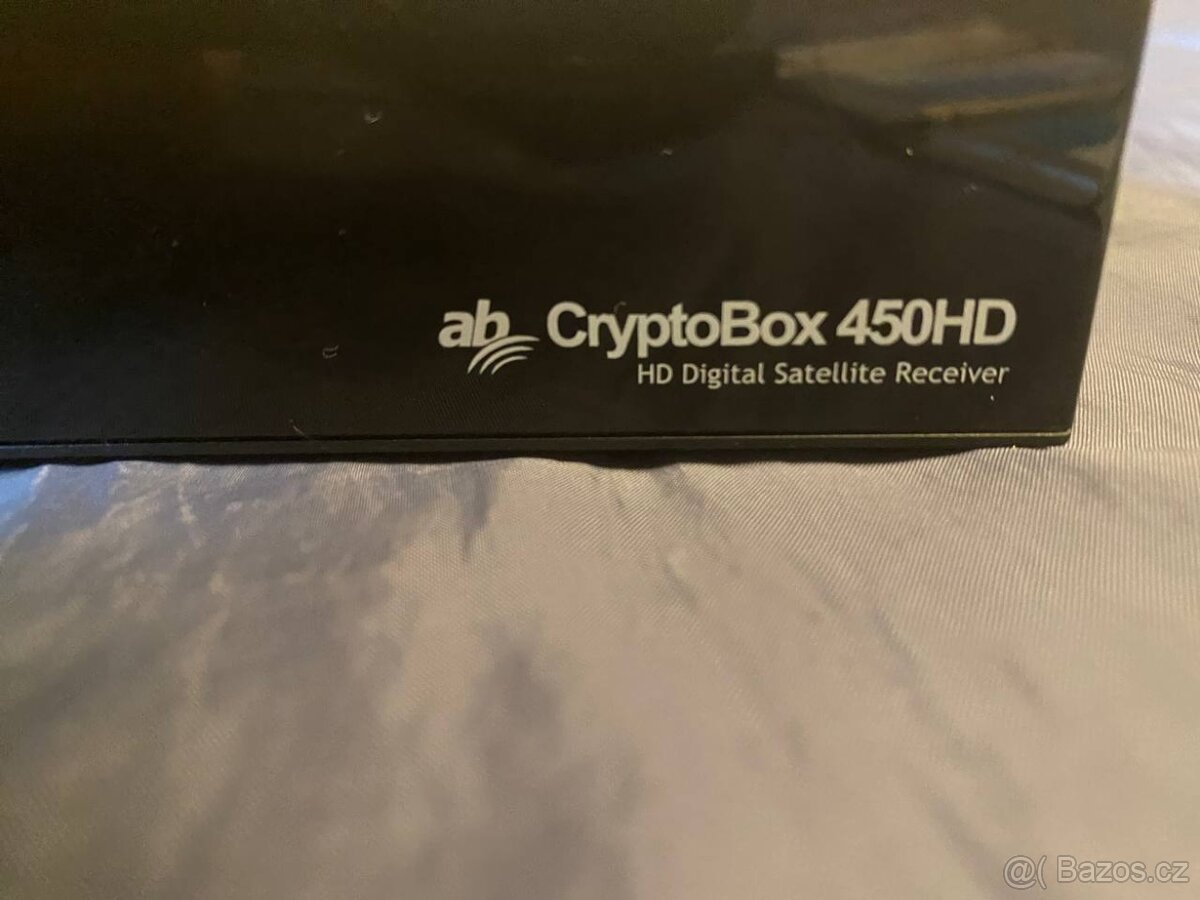 ab CryptoBox 450HD
HD Digital Satellite Receiver
@( Bazos.cz